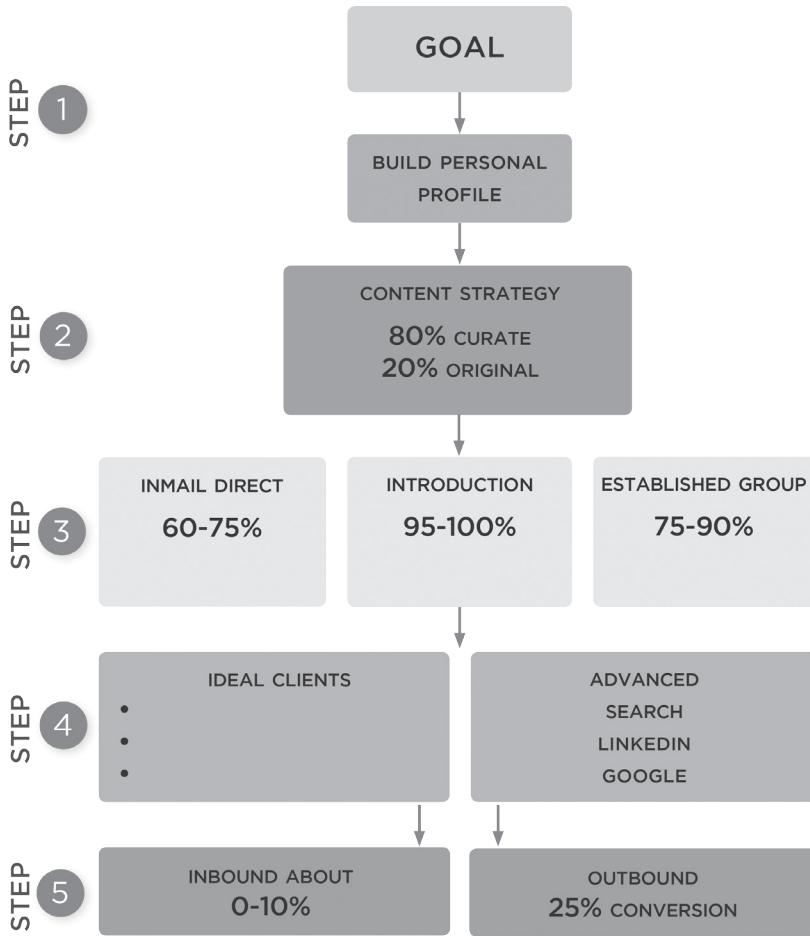 GOAL
STEP 1
BUILD PERSONAL
PROFILE
STEP 2
CONTENT STRATEGY
80% CURATE
20% ORIGINAL
STEP 3
INMAIL DIRECT
60-75%
INTRODUCTION
95-100%
ESTABLISHED GROUP
75-90%
STEP 4
IDEAL CLIENTS
•
•
•
ADVANCED
SEARCH
LINKEDIN
GOOGLE
STEP 5
INBOUND ABOUT
0-10%
OUTBOUND
25% CONVERSION